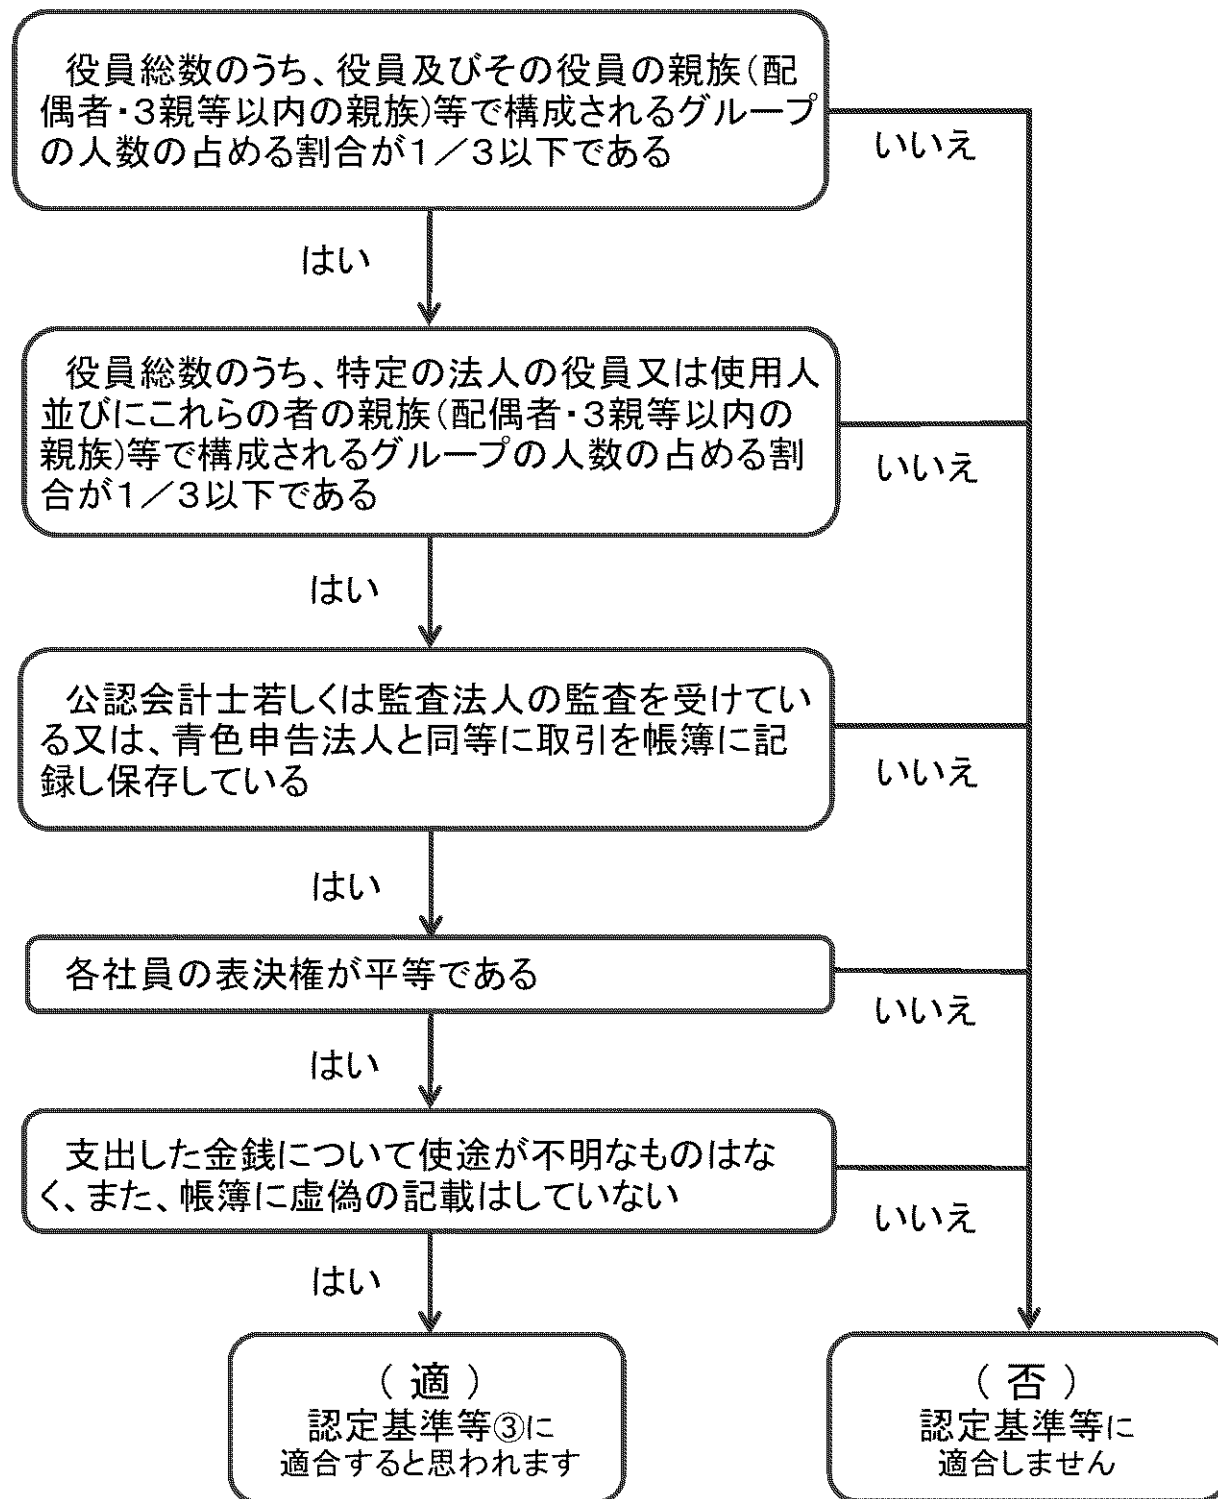 役員総数のうち、役員及びその役員の親族(配
偶者・3親等以内の親族)等で構成されるグループ
の人数の占める割合が1/3以下である
いいえ
はい
役員総数のうち、特定の法人の役員又は使用人
並びにこれらの者の親族(配偶者・3親等以内の
親族)等で構成されるグループの人数の占める割
合が1/3以下である
いいえ
はい
公認会計士若しくは監査法人の監査を受けてい
る又は、青色申告法人と同等に取引を帳簿に記
録し保存している
いいえ
はい
各社員の表決権が平等である
いいえ
はい
支出した金銭について使途が不明なものはな
く、また、帳簿に虚偽の記載はしていない
いいえ
はい
(適)
認定基準等③に
適合すると思われます
(否)
認定基準等に
適合しません